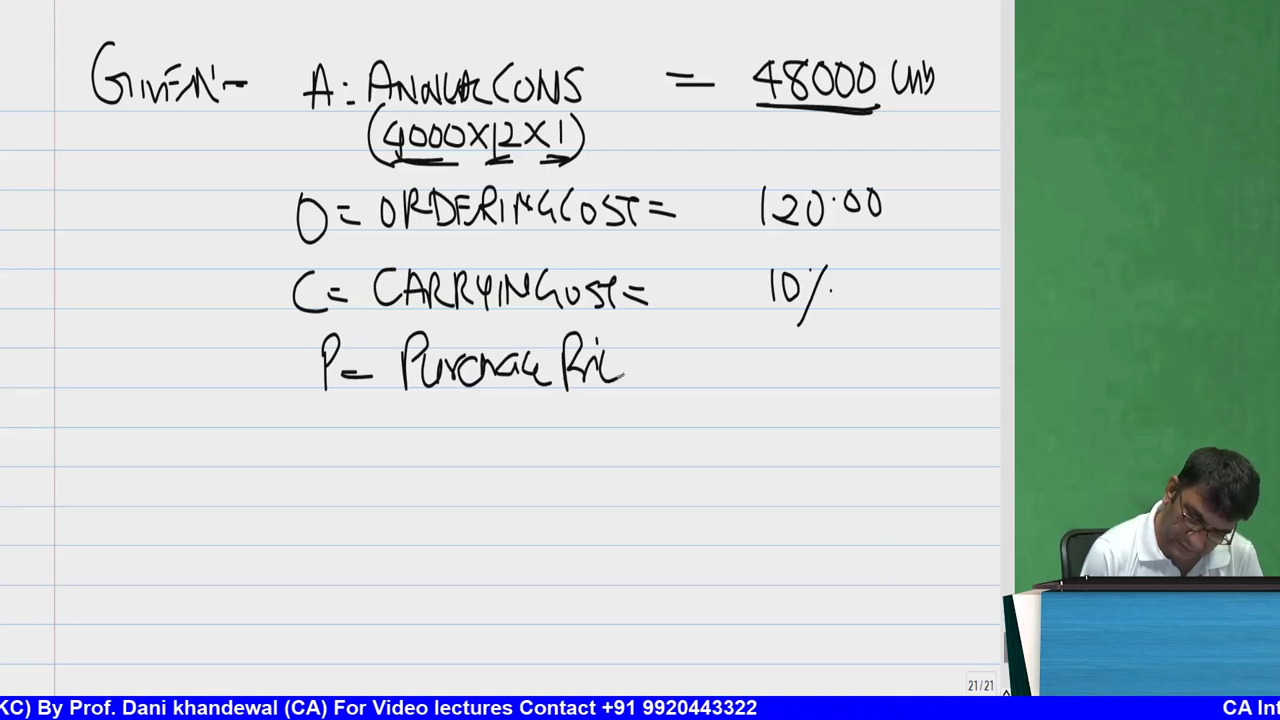 GIVEN- A: ANNUAL CONS = 48000 Units
(4000X12X1)
O= ORDERING COST= 120.00
C= CARRYING COST= 10%
P= Purchase Pric
21/21
KC) By Prof. Dani khandewal (CA) For Video lectures Contact +91 9920443322 CA Int